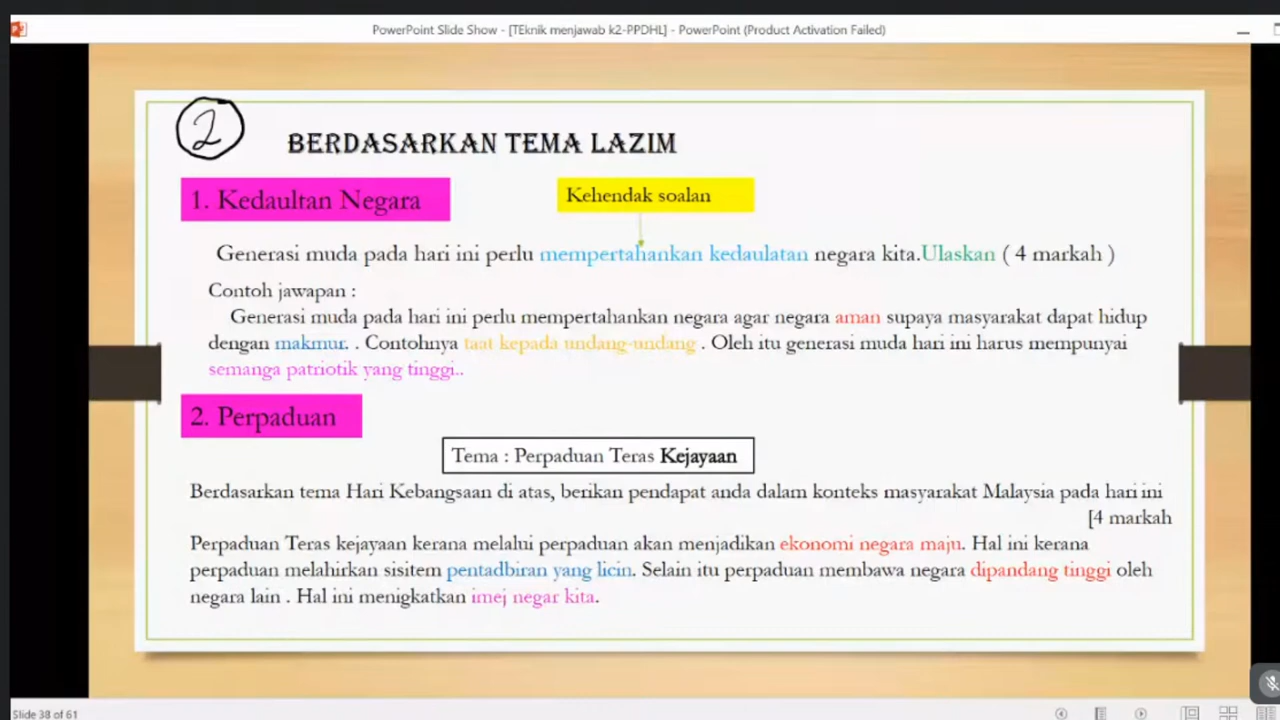 PowerPoint Slide Show - [TEknik menjawab k2-PPDHL] - PowerPoint (Product Activation Failed)
2
BERDASARKAN TEMA LAZIM
1. Kedaultan Negara
Kehendak soalan
Generasi muda pada hari ini perlu mempertahankan kedaulatan negara kita.Ulaskan ( 4 markah )
Contoh jawapan :
Generasi muda pada hari ini perlu mempertahankan negara agar negara aman supaya masyarakat dapat hidup
dengan makmur. . Contohnya taat kepada undang-undang . Oleh itu generasi muda hari ini harus mempunyai
semanga patriotik yang tinggi..
2. Perpaduan
Tema : Perpaduan Teras Kejayaan
Berdasarkan tema Hari Kebangsaan di atas, berikan pendapat anda dalam konteks masyarakat Malaysia pada hari ini
[4 markah
Perpaduan Teras kejayaan kerana melalui perpaduan akan menjadikan ekonomi negara maju. Hal ini kerana
perpaduan melahirkan sisitem pentadbiran yang licin. Selain itu perpaduan membawa negara dipandang tinggi oleh
negara lain . Hal ini menigkatkan imej negar kita.
Slide 38 of 61